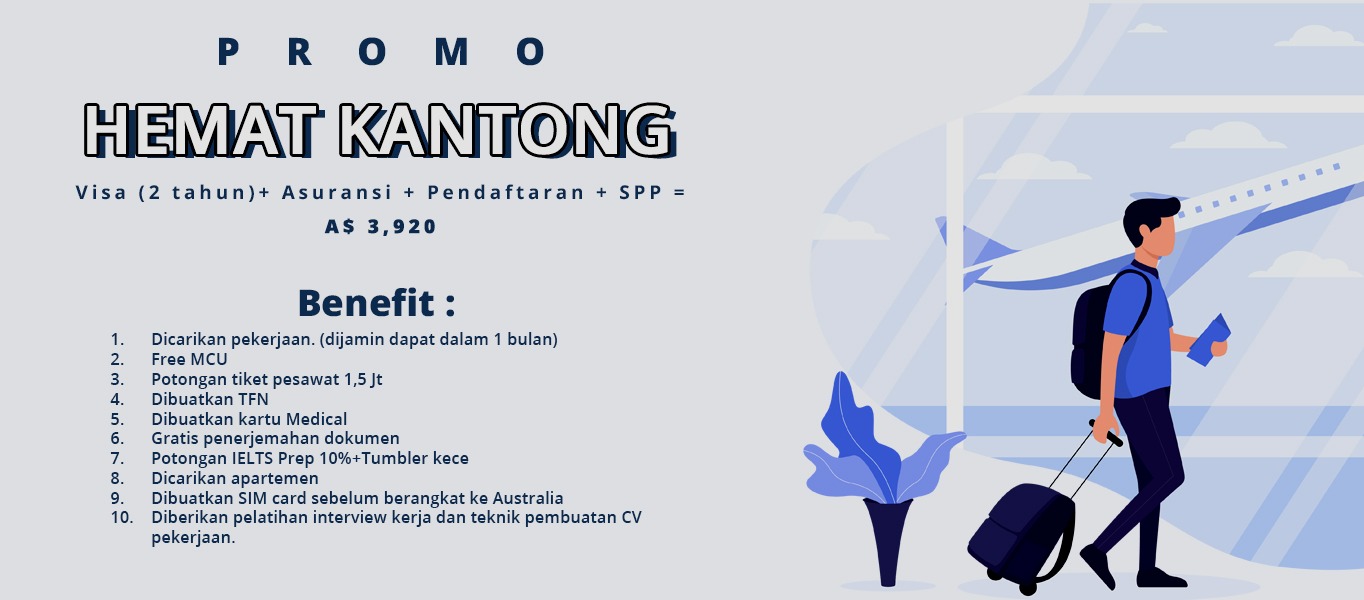 P R O M O
HEMAT KANTONG
Visa (2 tahun)+ Asuransi + Pendaftaran + SPP =
A$ 3,920
Benefit :
1. Dicarikan pekerjaan. (dijamin dapat dalam 1 bulan)
2. Free MCU
3. Potongan tiket pesawat 1,5 Jt
4. Dibuatkan TFN
5. Dibuatkan kartu Medical
6. Gratis penerjemahan dokumen
7. Potongan IELTS Prep 10%+Tumbler kece
8. Dicarikan apartemen
9. Dibuatkan SIM card sebelum berangkat ke Australia
10. Diberikan pelatihan interview kerja dan teknik pembuatan CV
pekerjaan.